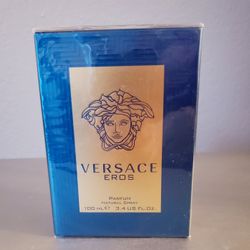 VERSACE
EROS
PARFUM
NATURAL SPRAY
100 ml ℮ 3.4 US FL.OZ.